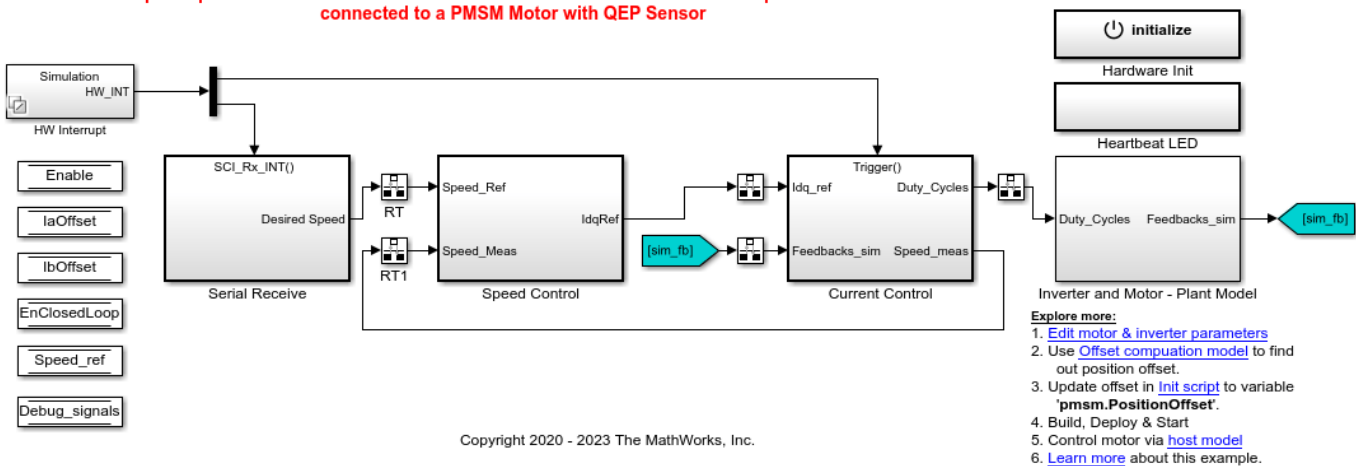 connected to a PMSM Motor with QEP Sensor
initialize
Hardware Init
Simulation
HW_INT
HW Interrupt
Heartbeat LED
Enable
IaOffset
IbOffset
EnClosedLoop
Speed_ref
Debug_signals
SCI_Rx_INT()
Desired Speed
Serial Receive
RT
RT1
Speed_Ref
IdqRef
Speed_Meas
Speed Control
[sim_fb]
Trigger()
Idq_ref
Duty_Cycles
Feedbacks_sim
Speed_meas
Current Control
Duty_Cycles
Feedbacks_sim
Inverter and Motor - Plant Model
[sim_fb]
Explore more:
1. Edit motor & inverter parameters
2. Use Offset compuation model to find
out position offset.
3. Update offset in Init script to variable
'pmsm.PositionOffset'.
4. Build, Deploy & Start
5. Control motor via host model
6. Learn more about this example.
Copyright 2020 - 2023 The MathWorks, Inc.